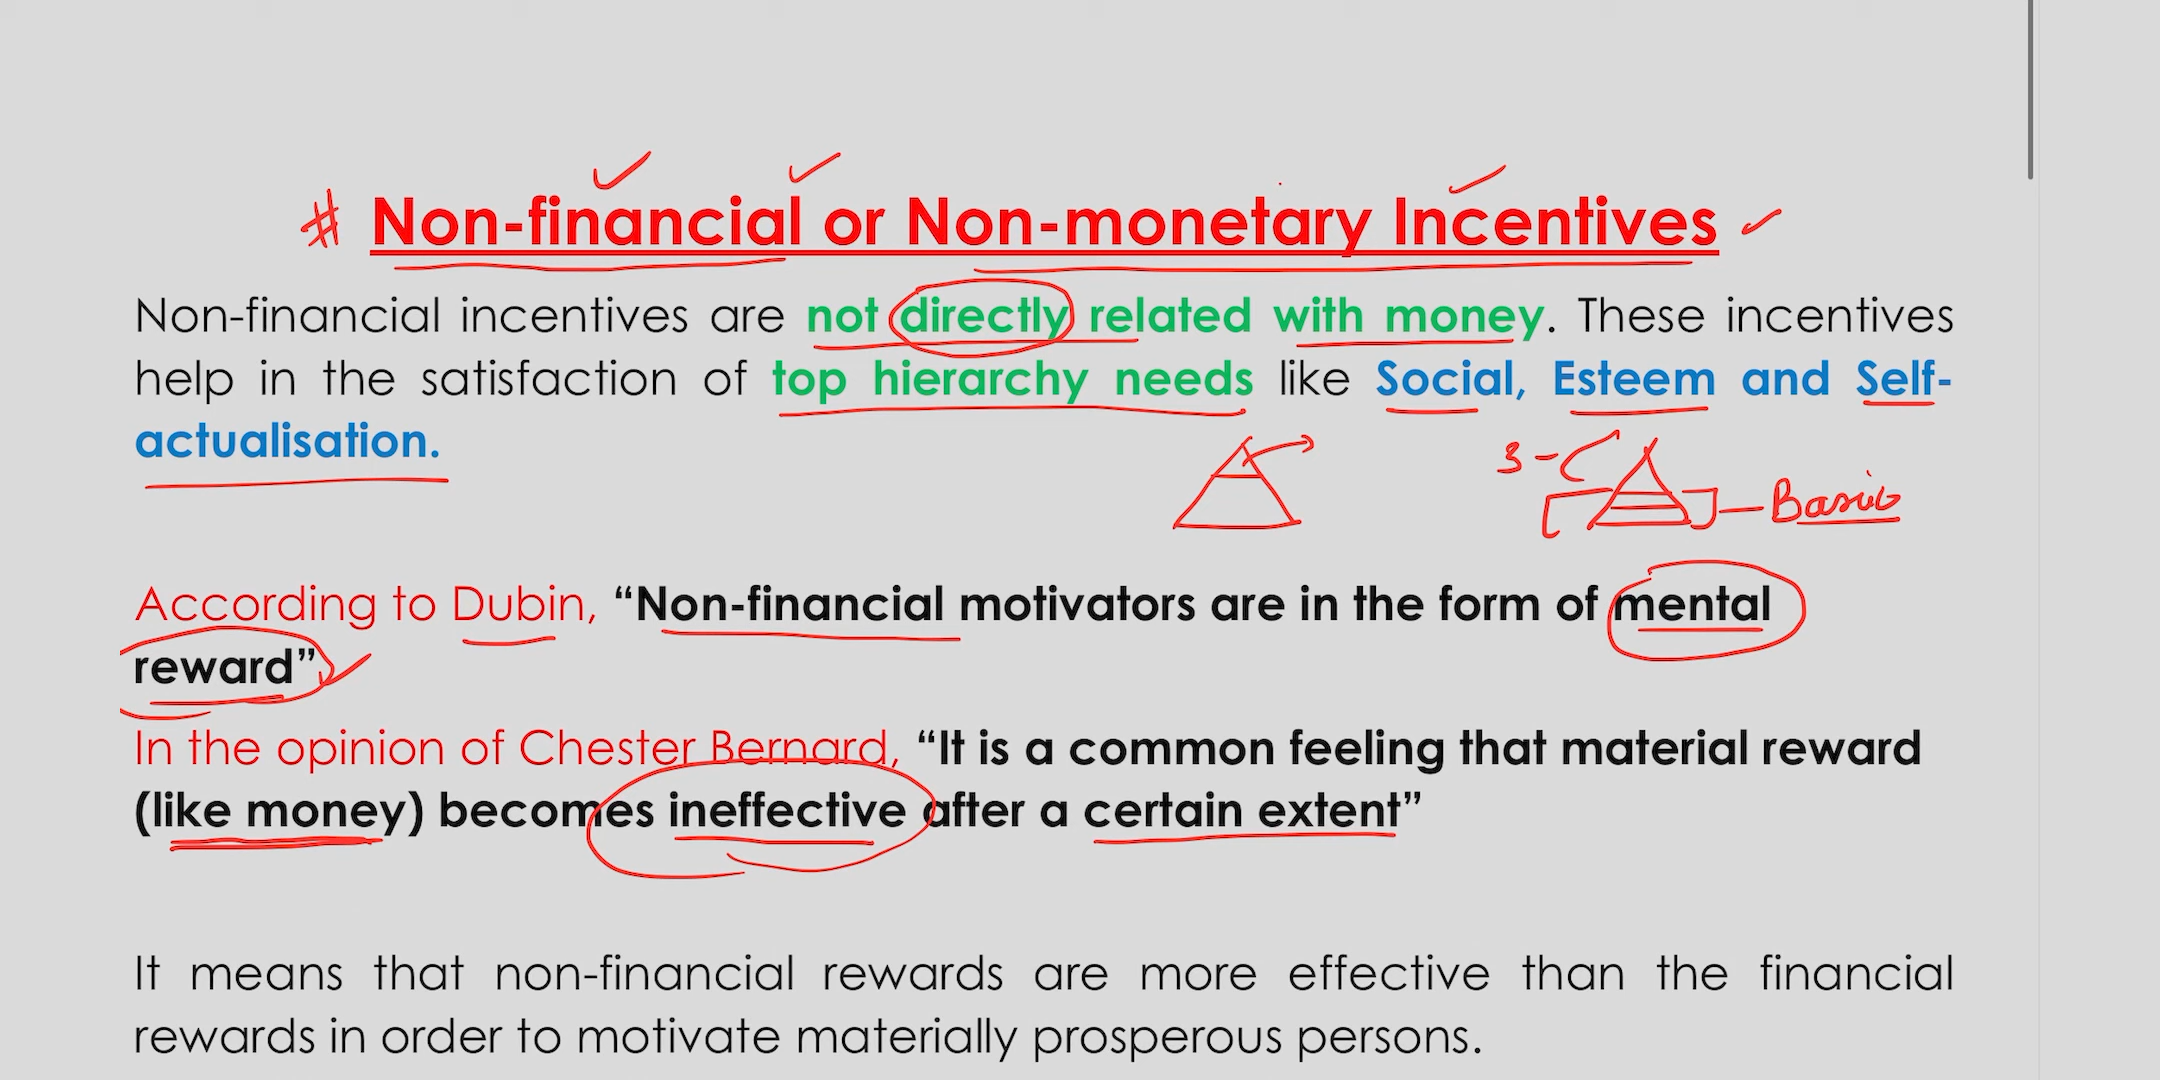 # Non-financial or Non-monetary Incentives
Non-financial incentives are not directly related with money. These incentives
help in the satisfaction of top hierarchy needs like Social, Esteem and Self-
actualisation.
3 - Basic
According to Dubin, “Non-financial motivators are in the form of mental
reward”
In the opinion of Chester Bernard, “It is a common feeling that material reward
(like money) becomes ineffective after a certain extent”
It means that non-financial rewards are more effective than the financial
rewards in order to motivate materially prosperous persons.